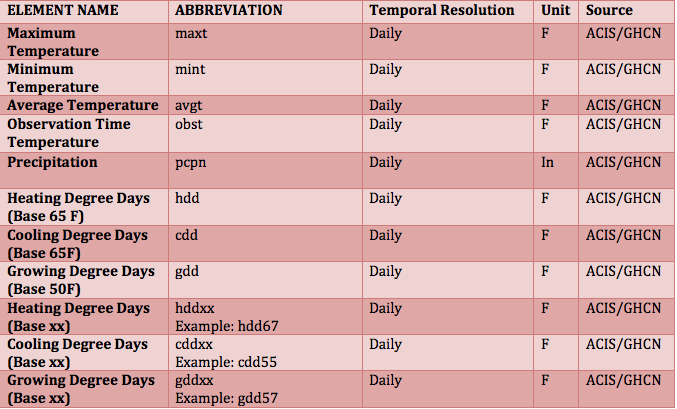 ELEMENT NAME ABBREVIATION Temporal Resolution Unit Source
Maximum maxt Daily F ACIS/GHCN
Temperature
Minimum mint Daily F ACIS/GHCN
Temperature
Average Temperature avgt Daily F ACIS/GHCN
Observation Time obst Daily F ACIS/GHCN
Temperature
Precipitation pcpn Daily In ACIS/GHCN
Heating Degree Days hdd Daily F ACIS/GHCN
(Base 65 F)
Cooling Degree Days cdd Daily F ACIS/GHCN
(Base 65F)
Growing Degree Days gdd Daily F ACIS/GHCN
(Base 50F)
Heating Degree Days hddxx Daily F ACIS/GHCN
(Base xx) Example: hdd67
Cooling Degree Days cddxx Daily F ACIS/GHCN
(Base xx) Example: cdd55
Growing Degree Days gddxx Daily F ACIS/GHCN
(Base xx) Example: gdd57